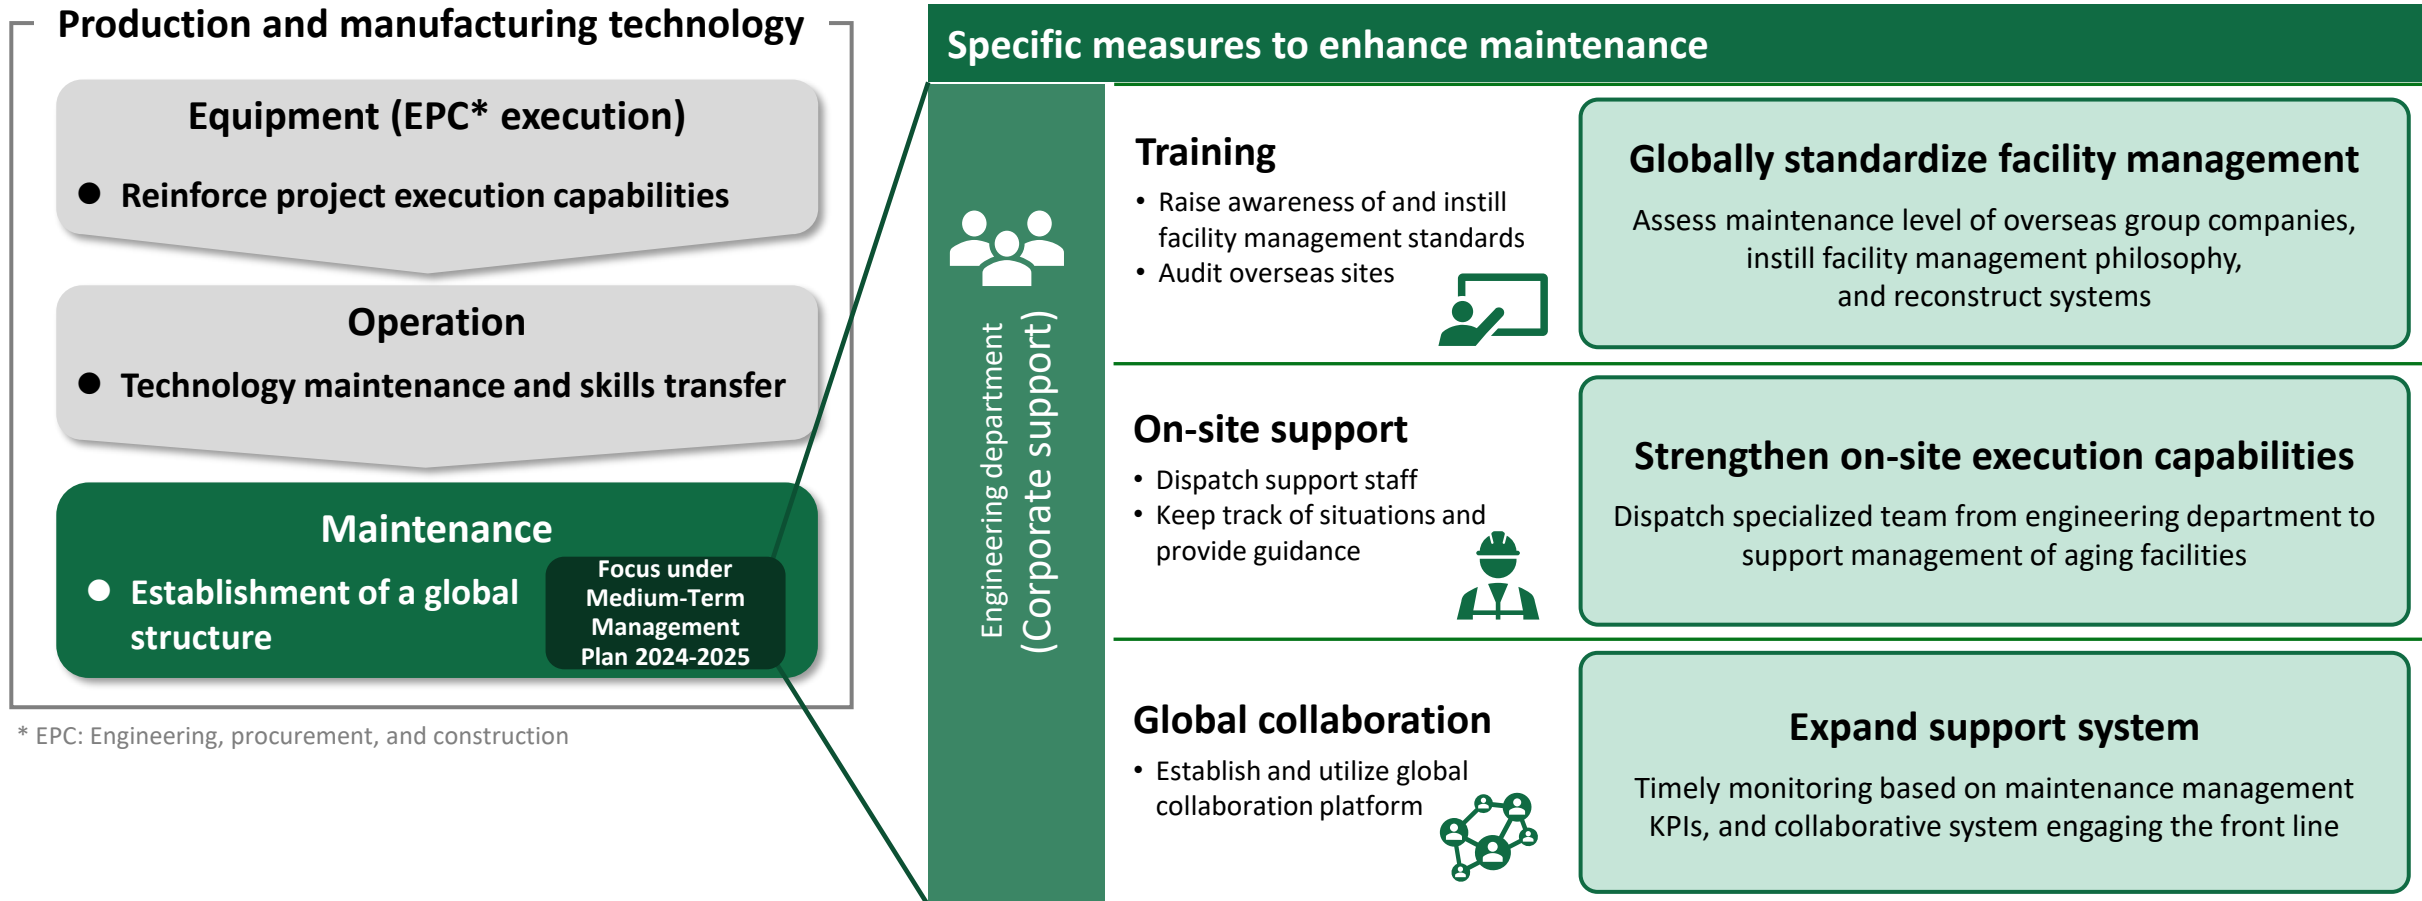 Production and manufacturing technology
Equipment (EPC* execution)
● Reinforce project execution capabilities
Operation
● Technology maintenance and skills transfer
Maintenance
● Establishment of a global
structure
Focus under
Medium-Term
Management
Plan 2024-2025
* EPC: Engineering, procurement, and construction
Specific measures to enhance maintenance
Engineering department
(Corporate support)
Training
• Raise awareness of and instill
facility management standards
• Audit overseas sites
Globally standardize facility management
Assess maintenance level of overseas group companies,
instill facility management philosophy,
and reconstruct systems
On-site support
• Dispatch support staff
• Keep track of situations and
provide guidance
Strengthen on-site execution capabilities
Dispatch specialized team from engineering department to
support management of aging facilities
Global collaboration
• Establish and utilize global
collaboration platform
Expand support system
Timely monitoring based on maintenance management
KPIs, and collaborative system engaging the front line